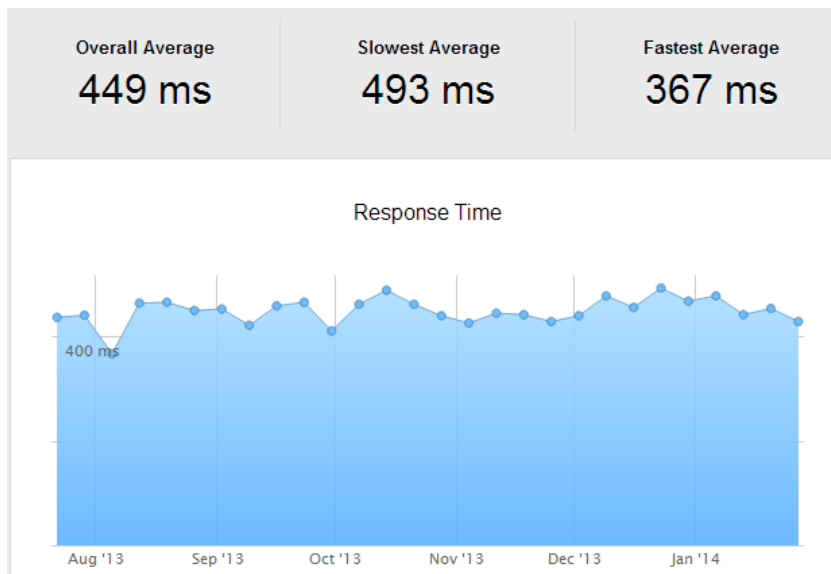 Overall Average
449 ms
Slowest Average
493 ms
Fastest Average
367 ms
Response Time
400 ms
Aug '13
Sep '13
Oct '13
Nov '13
Dec '13
Jan '14